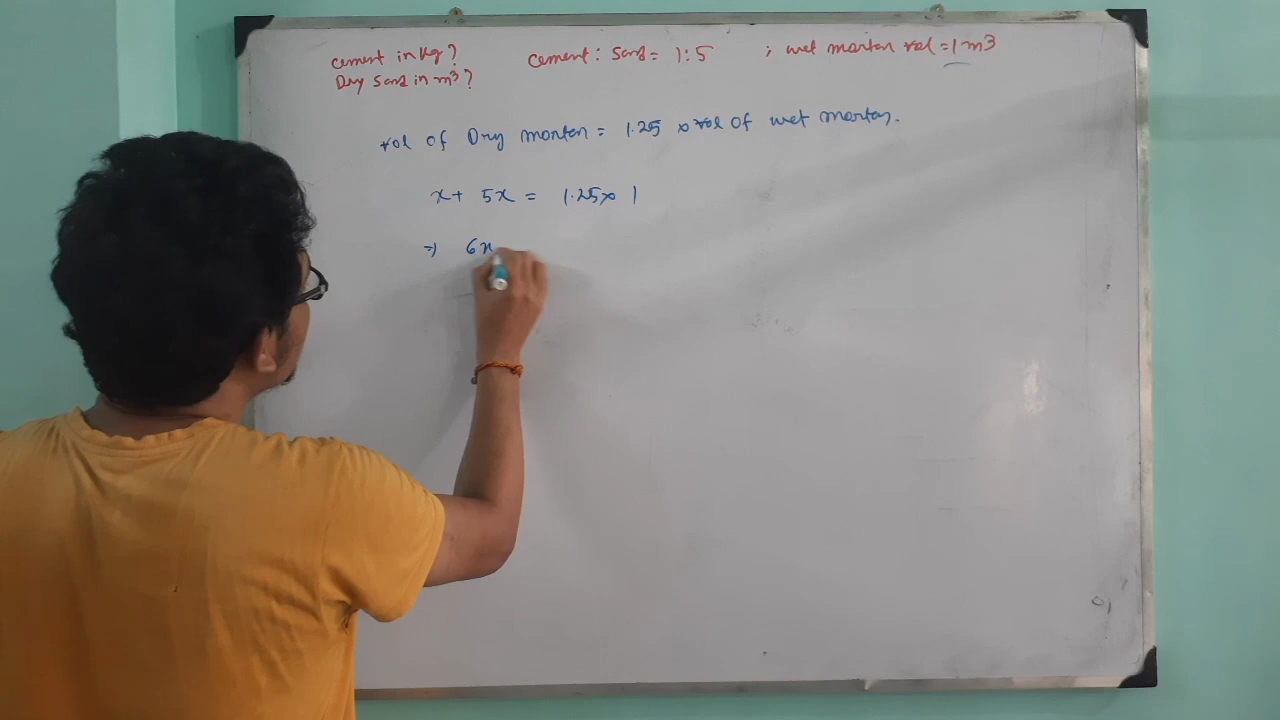 cement in kg? cement : Sand = 1:5 ; wet mortar vol = 1 m3
Dry Sand in m3?
vol of Dry mortar = 1.25 x vol of wet mortar.
x + 5x = 1.25 x 1
=> 6x